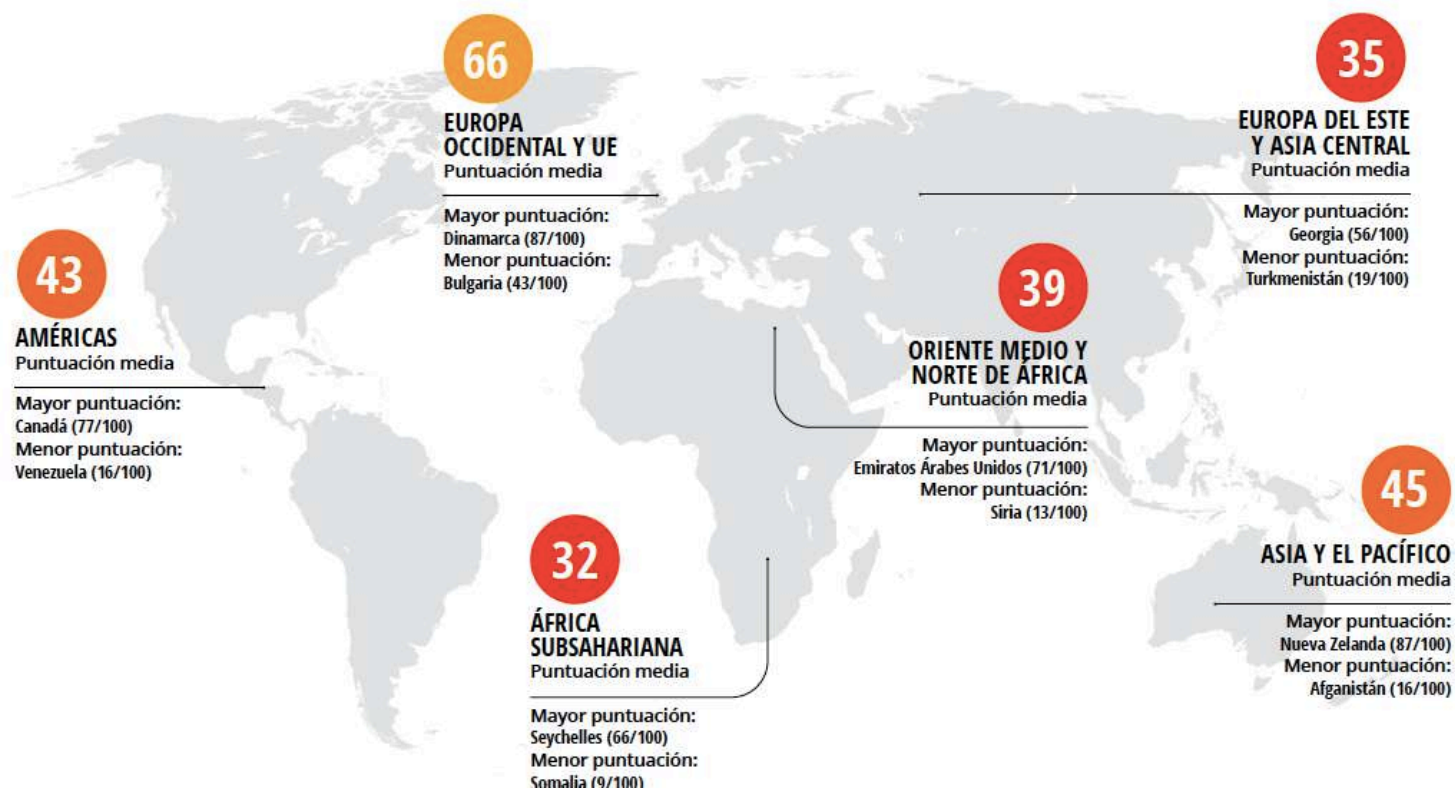 66
EUROPA
OCCIDENTAL Y UE
Puntuación media
Mayor puntuación:
Dinamarca (87/100)
Menor puntuación:
Bulgaria (43/100)
35
EUROPA DEL ESTE
Y ASIA CENTRAL
Puntuación media
Mayor puntuación:
Georgia (56/100)
Menor puntuación:
Turkmenistán (19/100)
43
AMÉRICAS
Puntuación media
Mayor puntuación:
Canadá (77/100)
Menor puntuación:
Venezuela (16/100)
39
ORIENTE MEDIO Y
NORTE DE ÁFRICA
Puntuación media
Mayor puntuación:
Emiratos Árabes Unidos (71/100)
Menor puntuación:
Siria (13/100)
32
ÁFRICA
SUBSAHARIANA
Puntuación media
Mayor puntuación:
Seychelles (66/100)
Menor puntuación:
Somalia (9/100)
45
ASIA Y EL PACÍFICO
Puntuación media
Mayor puntuación:
Nueva Zelanda (87/100)
Menor puntuación:
Afganistán (16/100)